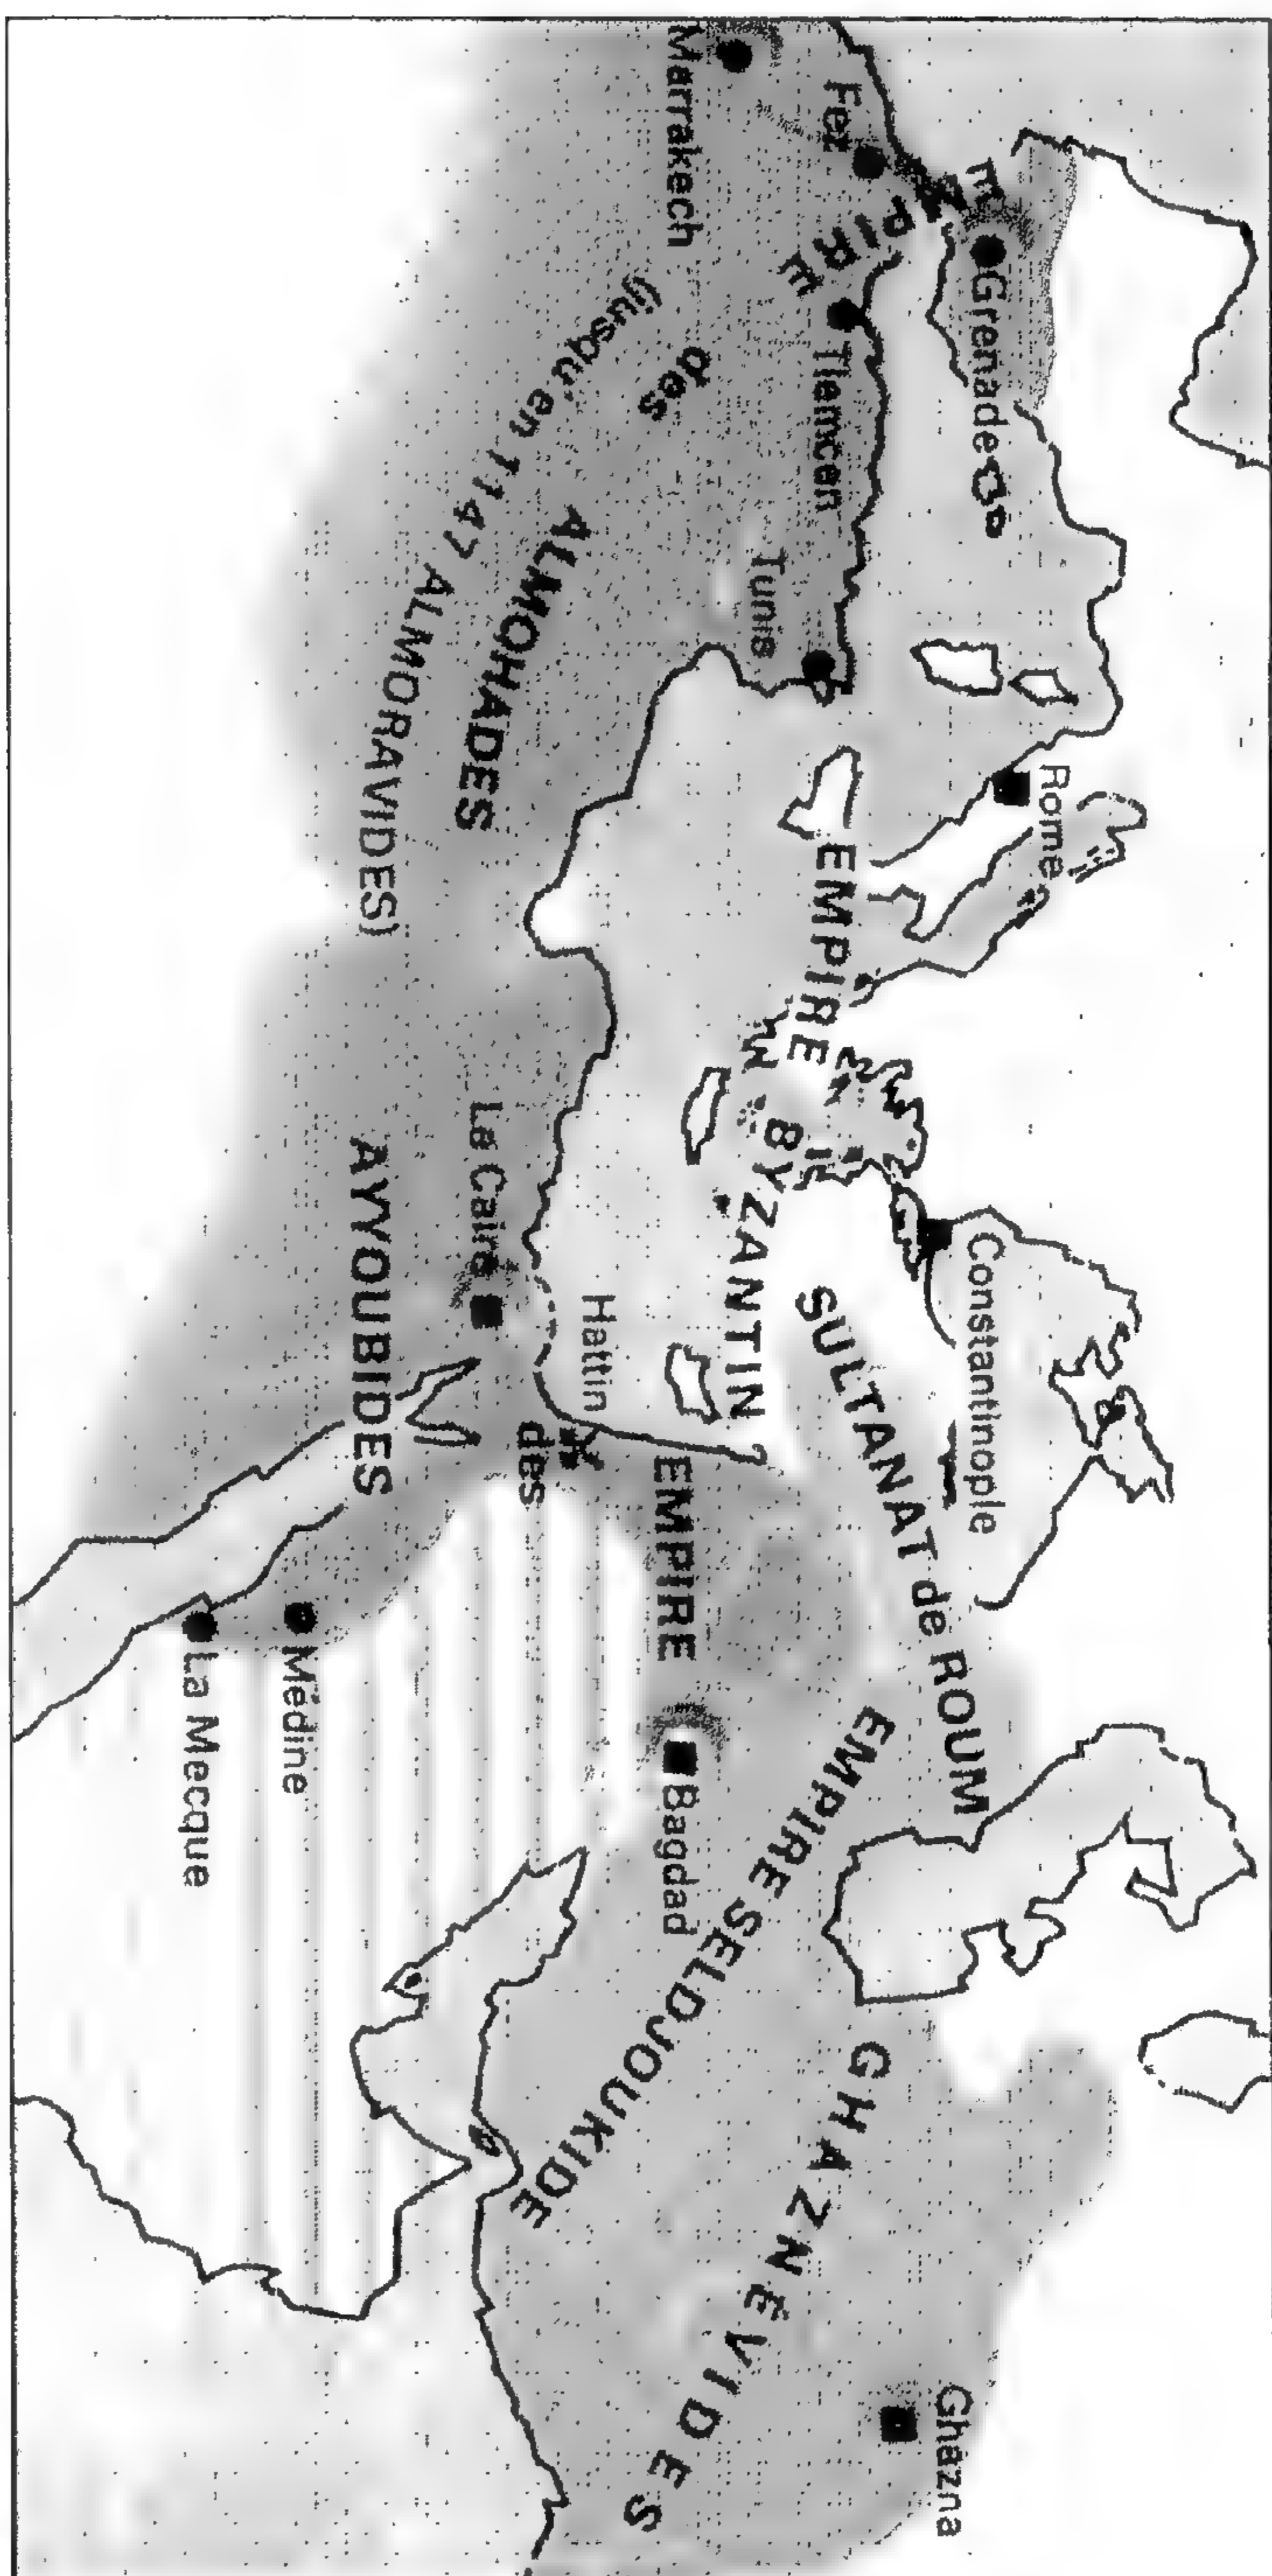 EMPIRE
des
ALMOHADES
(jusqu'en 1147 ALMORAVIDES)
Marrakech
Fez
Grenade
Tlemcen
Tunis
Rome
EMPIRE BYZANTIN
Constantinople
SULTANAT de ROUM
Le Caire
Hattin
EMPIRE
des
AYYOUBIDES
Médine
La Mecque
Bagdad
EMPIRE SELDJOUKIDE
GHAZNÉVIDES
Ghazna